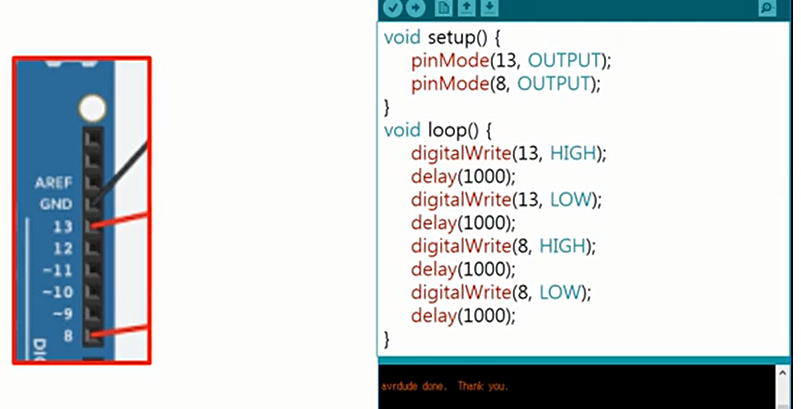 AREF
GND
13
12
~11
~10
~9
8
DIG
void setup() {
pinMode(13, OUTPUT);
pinMode(8, OUTPUT);
}
void loop() {
digitalWrite(13, HIGH);
delay(1000);
digitalWrite(13, LOW);
delay(1000);
digitalWrite(8, HIGH);
delay(1000);
digitalWrite(8, LOW);
delay(1000);
}
avrdude done. Thank you.